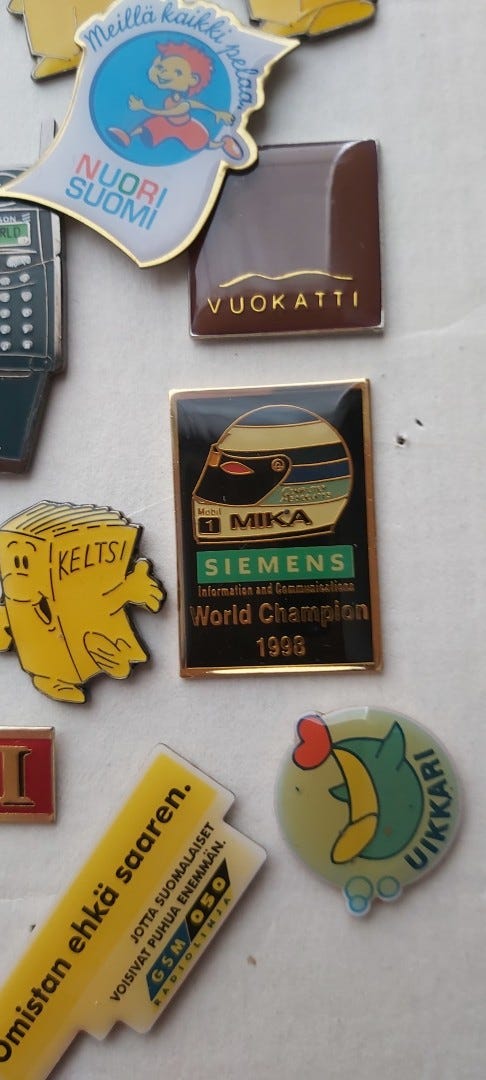 Meillä kaikki pelaa
NUORI
SUOMI
VUOKATTI
KELTSI
Mobil
1
MIKA
SIEMENS
Information and Communications
World Champion
1998
UIKKARI
I
Omistan ehkä saaren.
JOTTA SUOMALAISET
VOISIVAT PUHUA ENEMMÄN.
GSM 050
RADIOLINJA